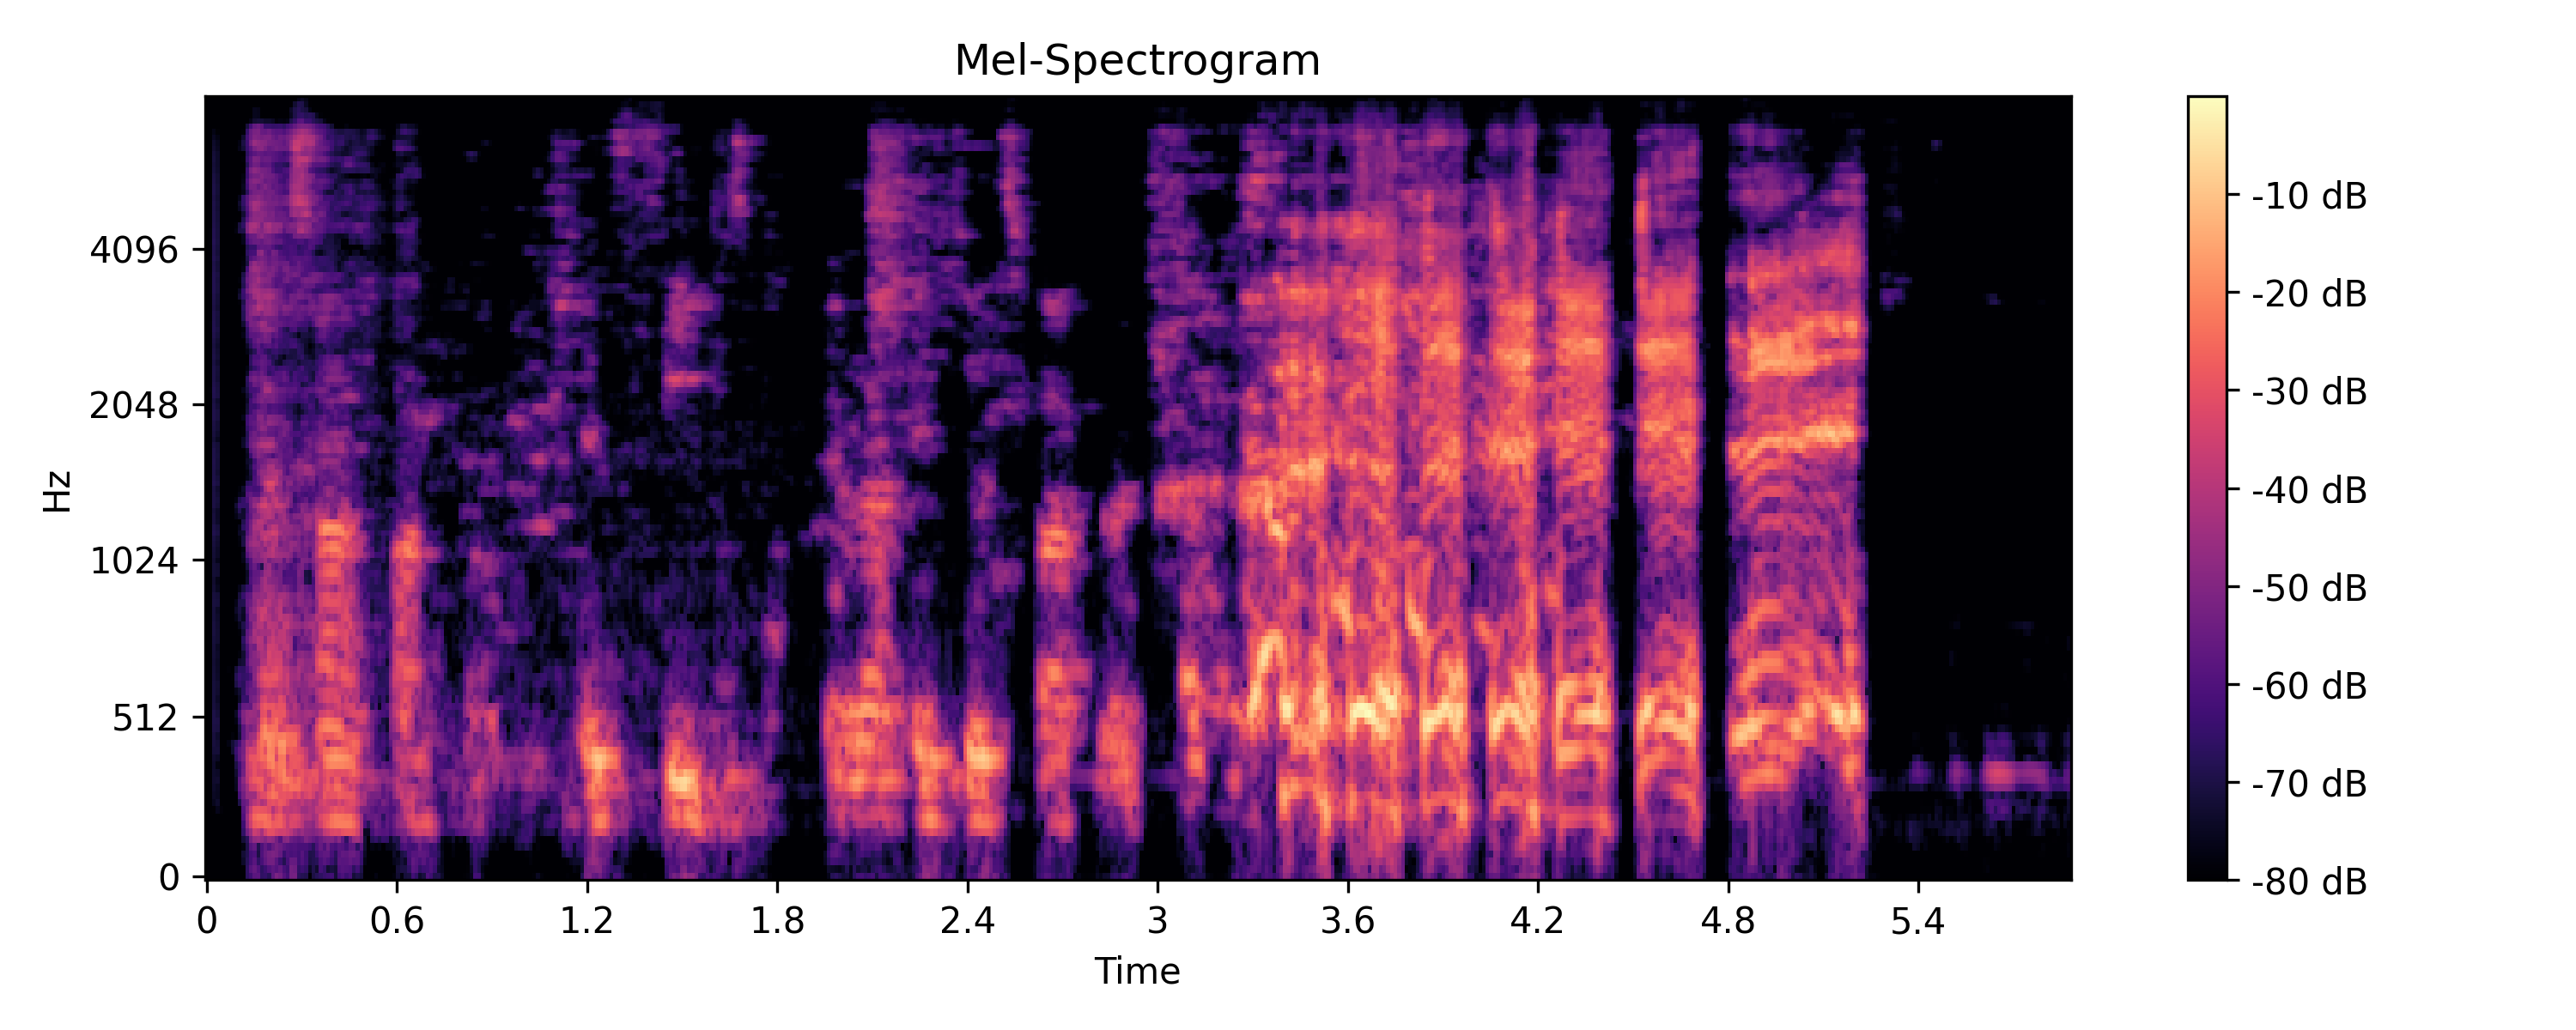 Mel-Spectrogram
Hz
4096
2048
1024
512
0
0 0.6 1.2 1.8 2.4 3 3.6 4.2 4.8 5.4
Time
-10 dB
-20 dB
-30 dB
-40 dB
-50 dB
-60 dB
-70 dB
-80 dB